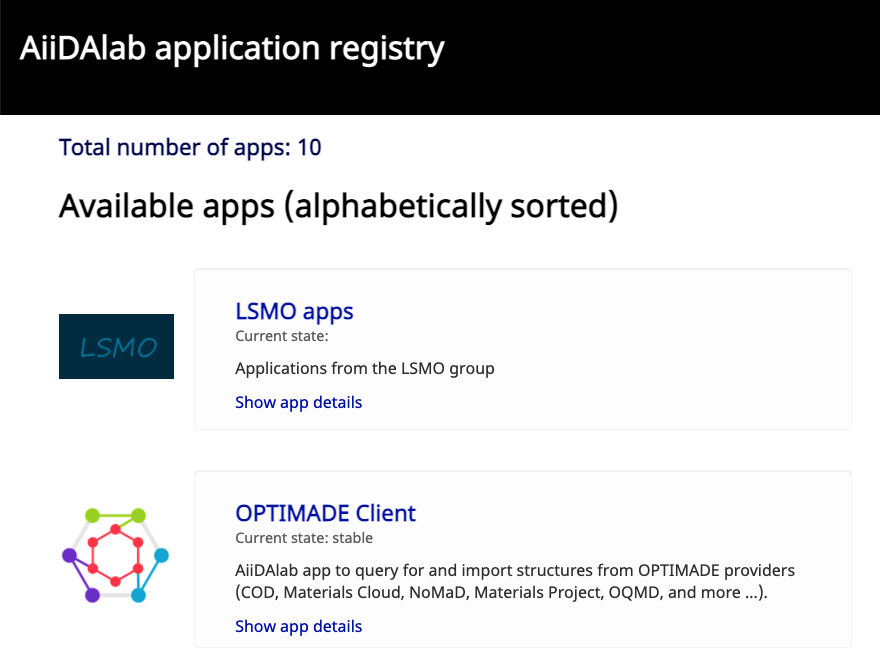 AiiDAlab application registry
Total number of apps: 10
Available apps (alphabetically sorted)
LSMO
LSMO apps
Current state:
Applications from the LSMO group
Show app details
OPTIMADE Client
Current state: stable
AiiDAlab app to query for and import structures from OPTIMADE providers
(COD, Materials Cloud, NoMaD, Materials Project, OQMD, and more ...).
Show app details